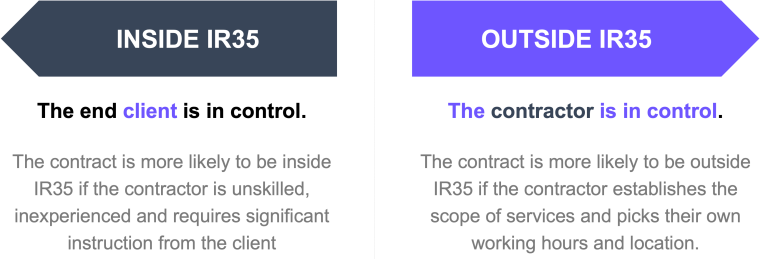 INSIDE IR35
The end client is in control.
The contract is more likely to be inside
IR35 if the contractor is unskilled,
inexperienced and requires significant
instruction from the client
OUTSIDE IR35
The contractor is in control.
The contract is more likely to be outside
IR35 if the contractor establishes the
scope of services and picks their own
working hours and location.